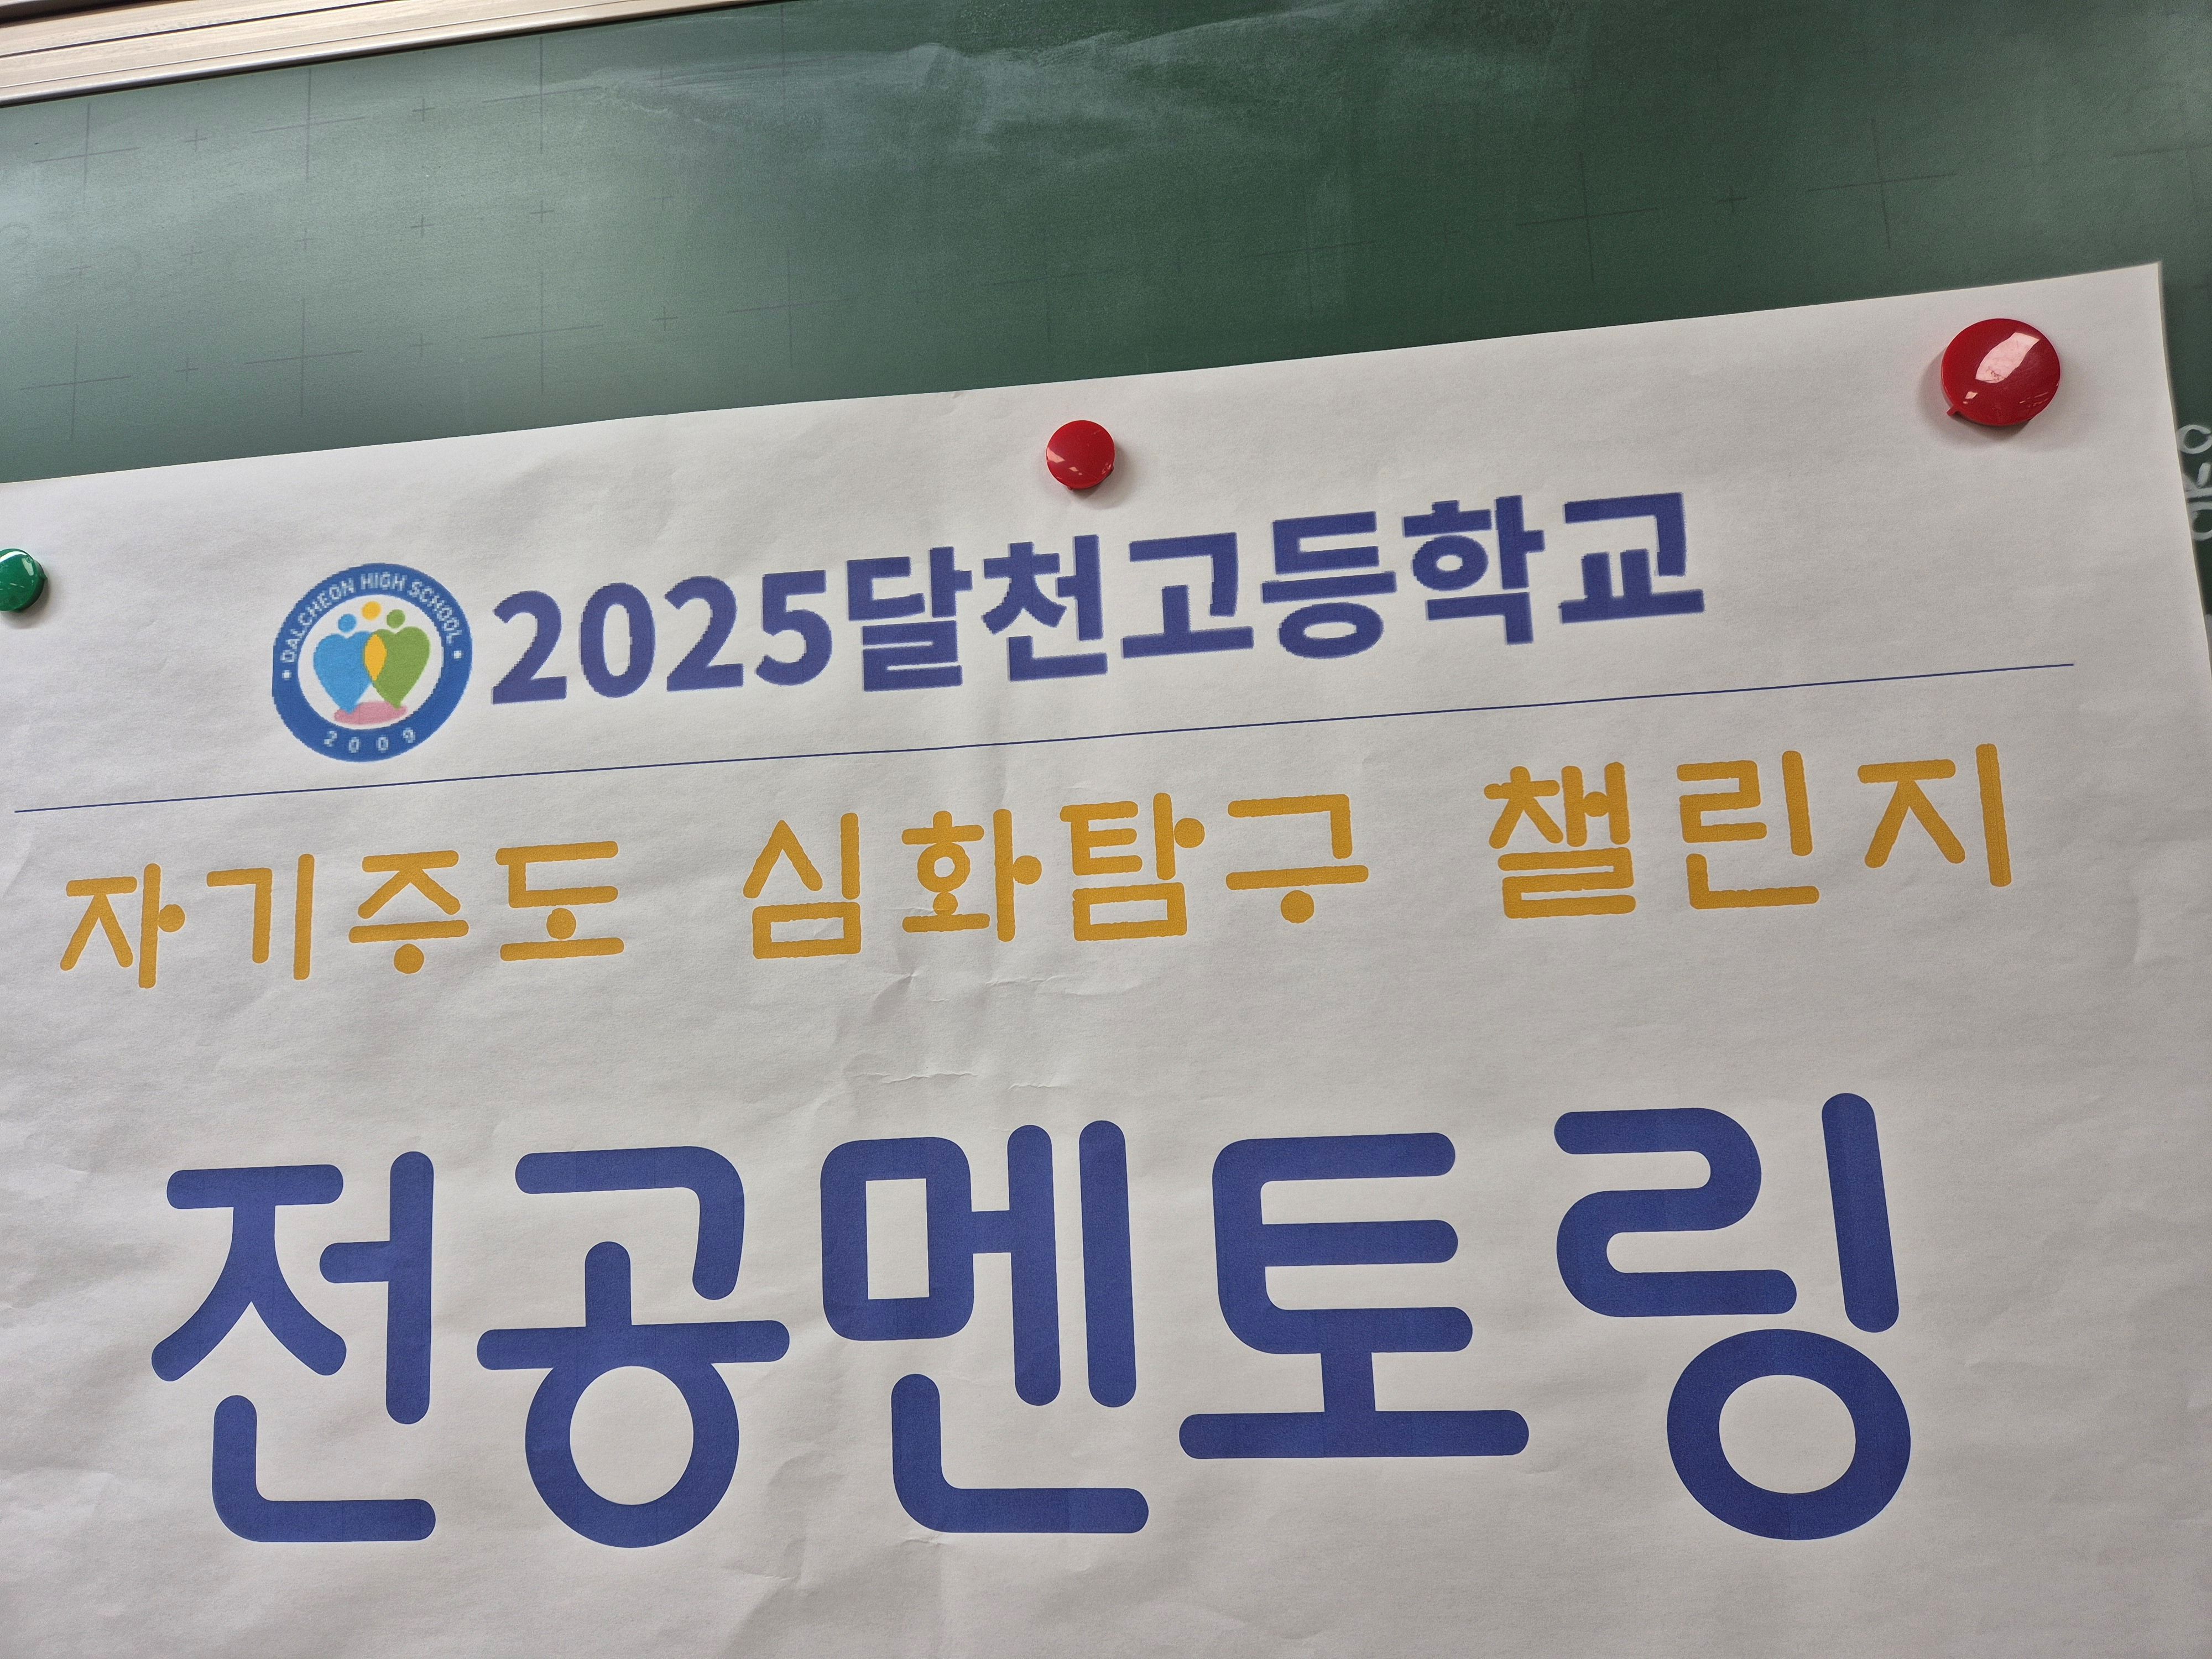 DALCHEON HIGH SCHOOL
2009
2025달천고등학교
자기주도 심화탐구 챌린지
전공멘토링